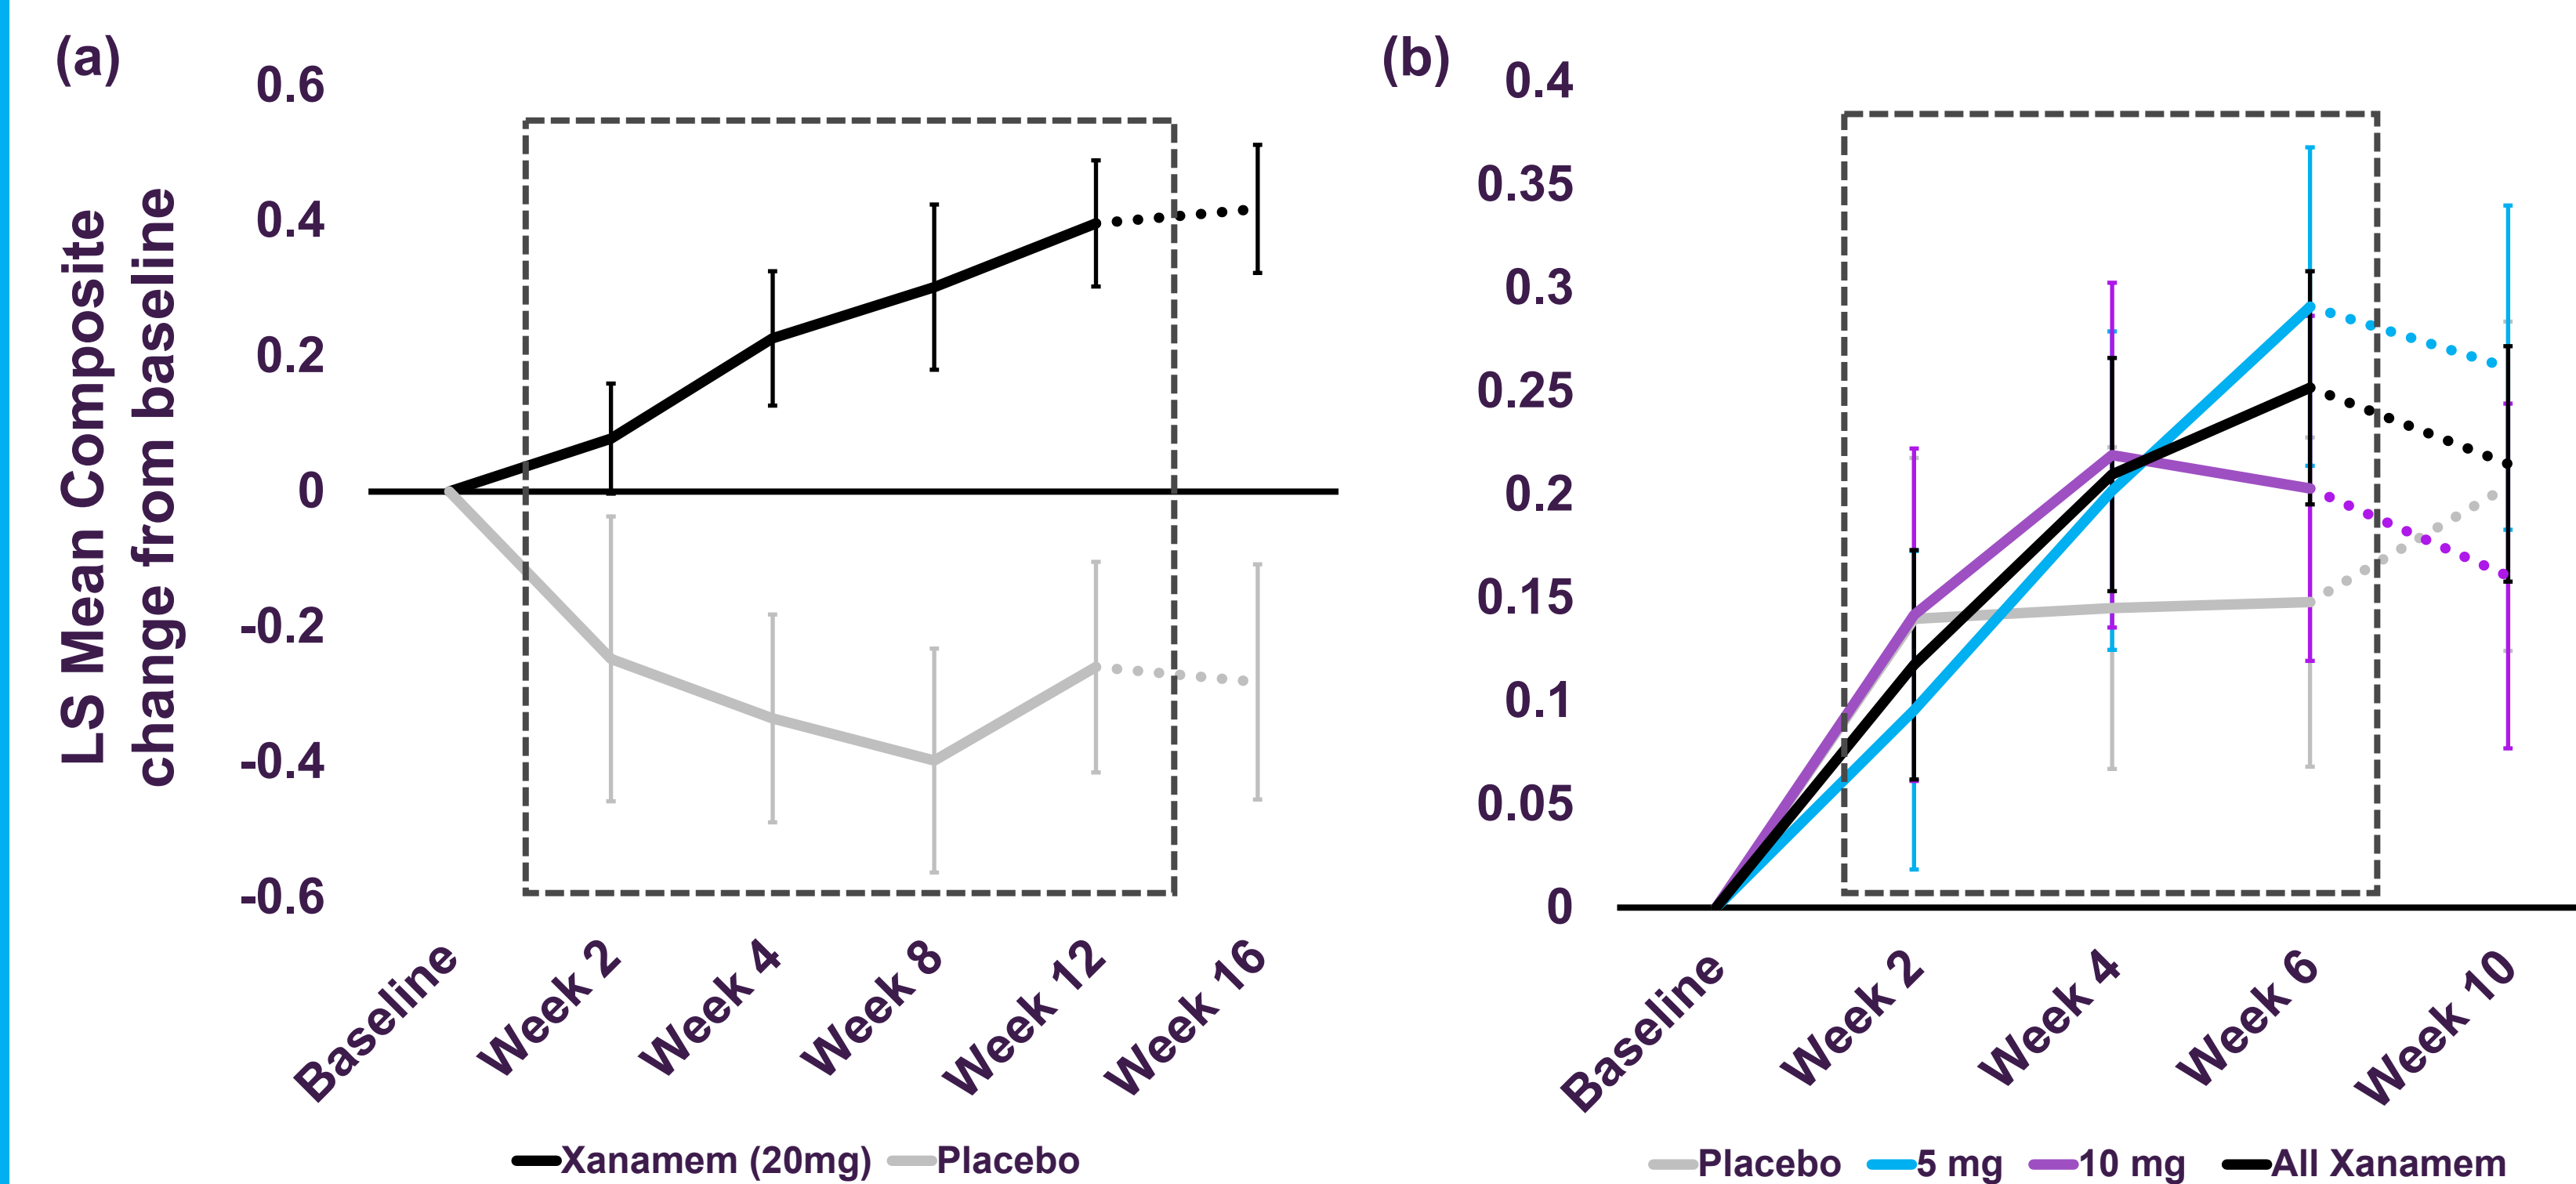 (a)
LS Mean Composite
change from baseline
0.6
0.4
0.2
0
-0.2
-0.4
-0.6
Baseline
Week 2
Week 4
Week 8
Week 12
Week 16
Xanamem (20mg) Placebo
(b)
0.4
0.35
0.3
0.25
0.2
0.15
0.1
0.05
0
Baseline
Week 2
Week 4
Week 6
Week 10
Placebo 5 mg 10 mg All Xanamem